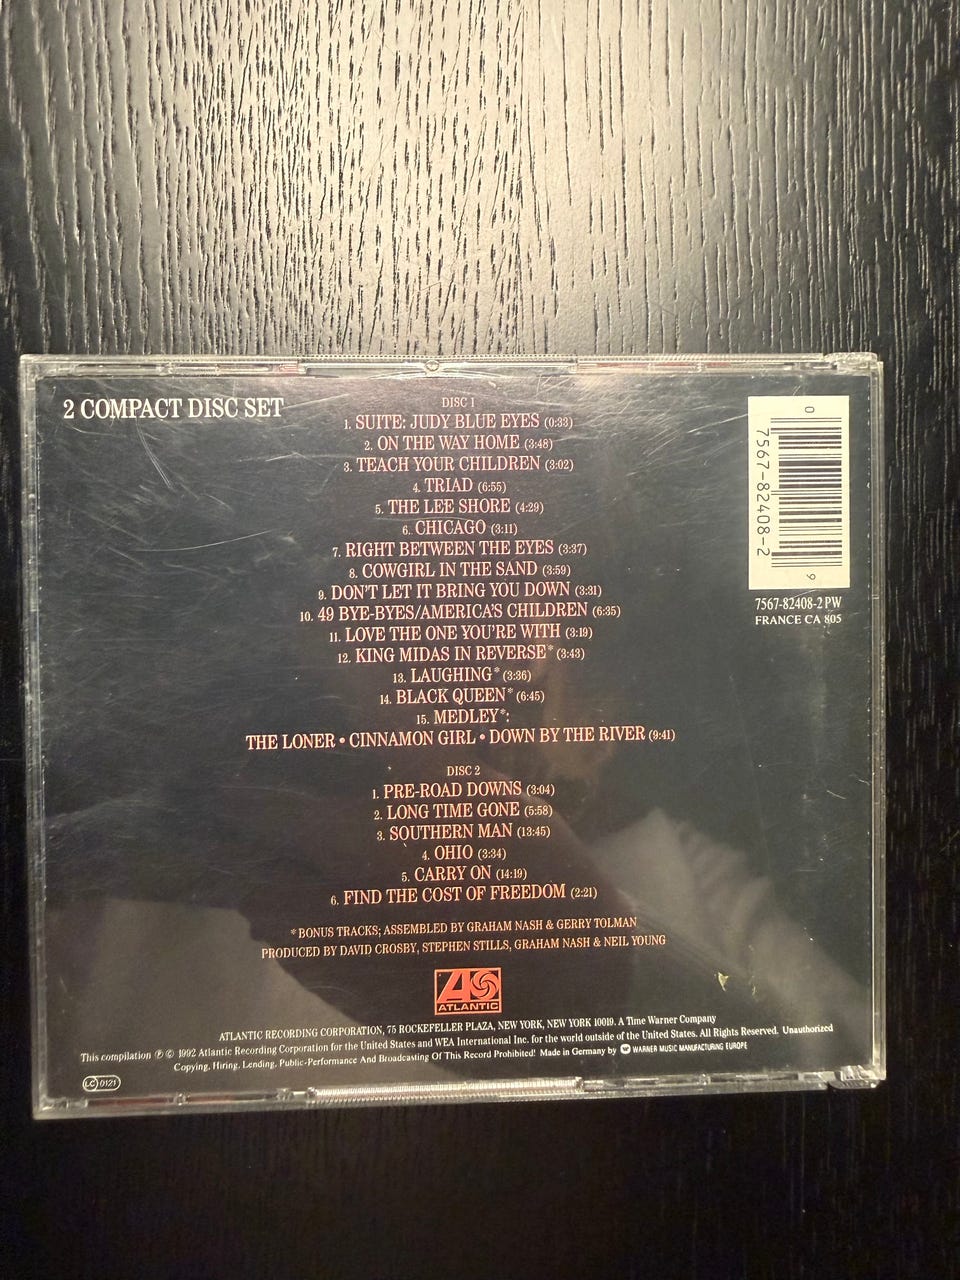 2 COMPACT DISC SET
DISC 1
1. SUITE: JUDY BLUE EYES (0:33)
2. ON THE WAY HOME (3:48)
3. TEACH YOUR CHILDREN (3:02)
4. TRIAD (6:55)
5. THE LEE SHORE (4:29)
6. CHICAGO (3:11)
7. RIGHT BETWEEN THE EYES (3:37)
8. COWGIRL IN THE SAND (3:59)
9. DON'T LET IT BRING YOU DOWN (3:31)
10. 49 BYE-BYES/AMERICA'S CHILDREN (6:35)
11. LOVE THE ONE YOU'RE WITH (3:19)
12. KING MIDAS IN REVERSE* (3:43)
13. LAUGHING* (3:36)
14. BLACK QUEEN* (6:45)
15. MEDLEY*:
THE LONER • CINNAMON GIRL • DOWN BY THE RIVER (9:41)
DISC 2
1. PRE-ROAD DOWNS (3:04)
2. LONG TIME GONE (5:58)
3. SOUTHERN MAN (13:45)
4. OHIO (3:34)
5. CARRY ON (14:19)
6. FIND THE COST OF FREEDOM (2:21)
* BONUS TRACKS; ASSEMBLED BY GRAHAM NASH & GERRY TOLMAN
PRODUCED BY DAVID CROSBY, STEPHEN STILLS, GRAHAM NASH & NEIL YOUNG
ATLANTIC
ATLANTIC RECORDING CORPORATION, 75 ROCKEFELLER PLAZA, NEW YORK, NEW YORK 10019. A Time Warner Company
This compilation ℗ © 1992 Atlantic Recording Corporation for the United States and WEA International Inc. for the world outside of the United States. All Rights Reserved. Unauthorized
Copying, Hiring, Lending, Public-Performance And Broadcasting Of This Record Prohibited! Made in Germany by WARNER MUSIC MANUFACTURING EUROPE
LC 0121
0 7567-82408-2 9
7567-82408-2 PW
FRANCE CA 805